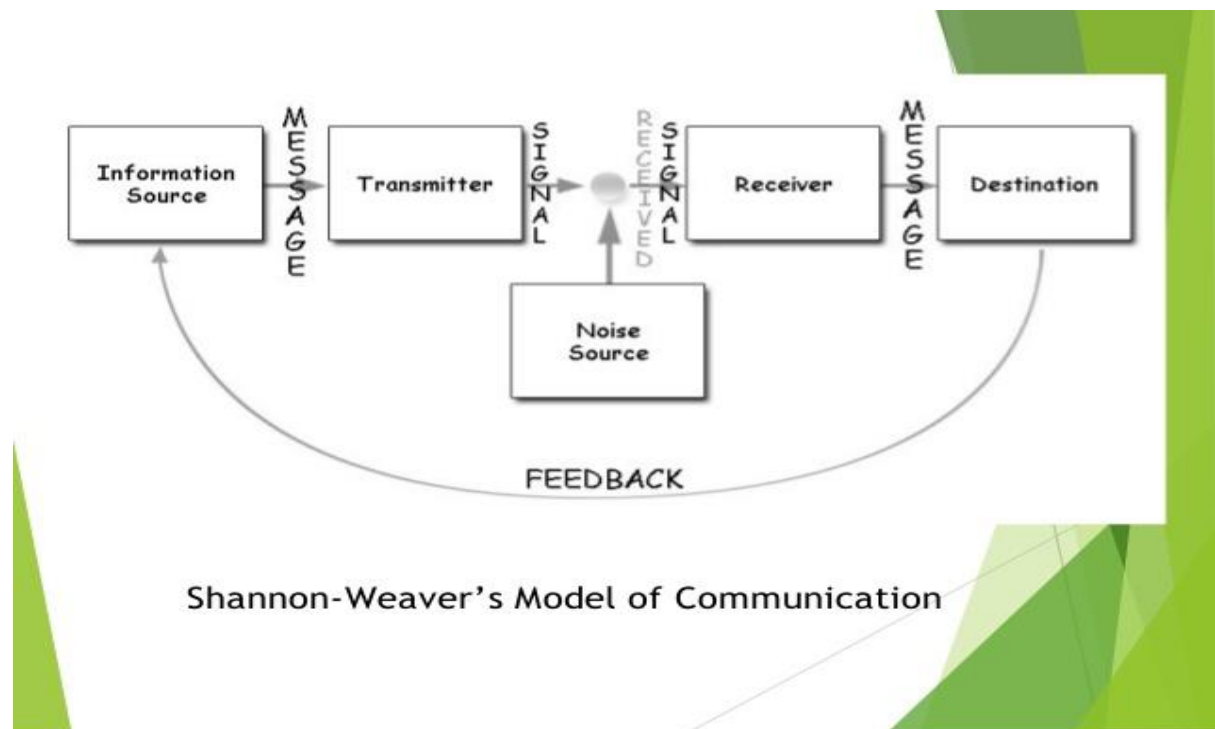 Information
Source
MESSAGE
Transmitter
SIGNAL
RECEIVED
SIGNAL
Receiver
MESSAGE
Destination
Noise
Source
FEEDBACK
Shannon-Weaver’s Model of Communication